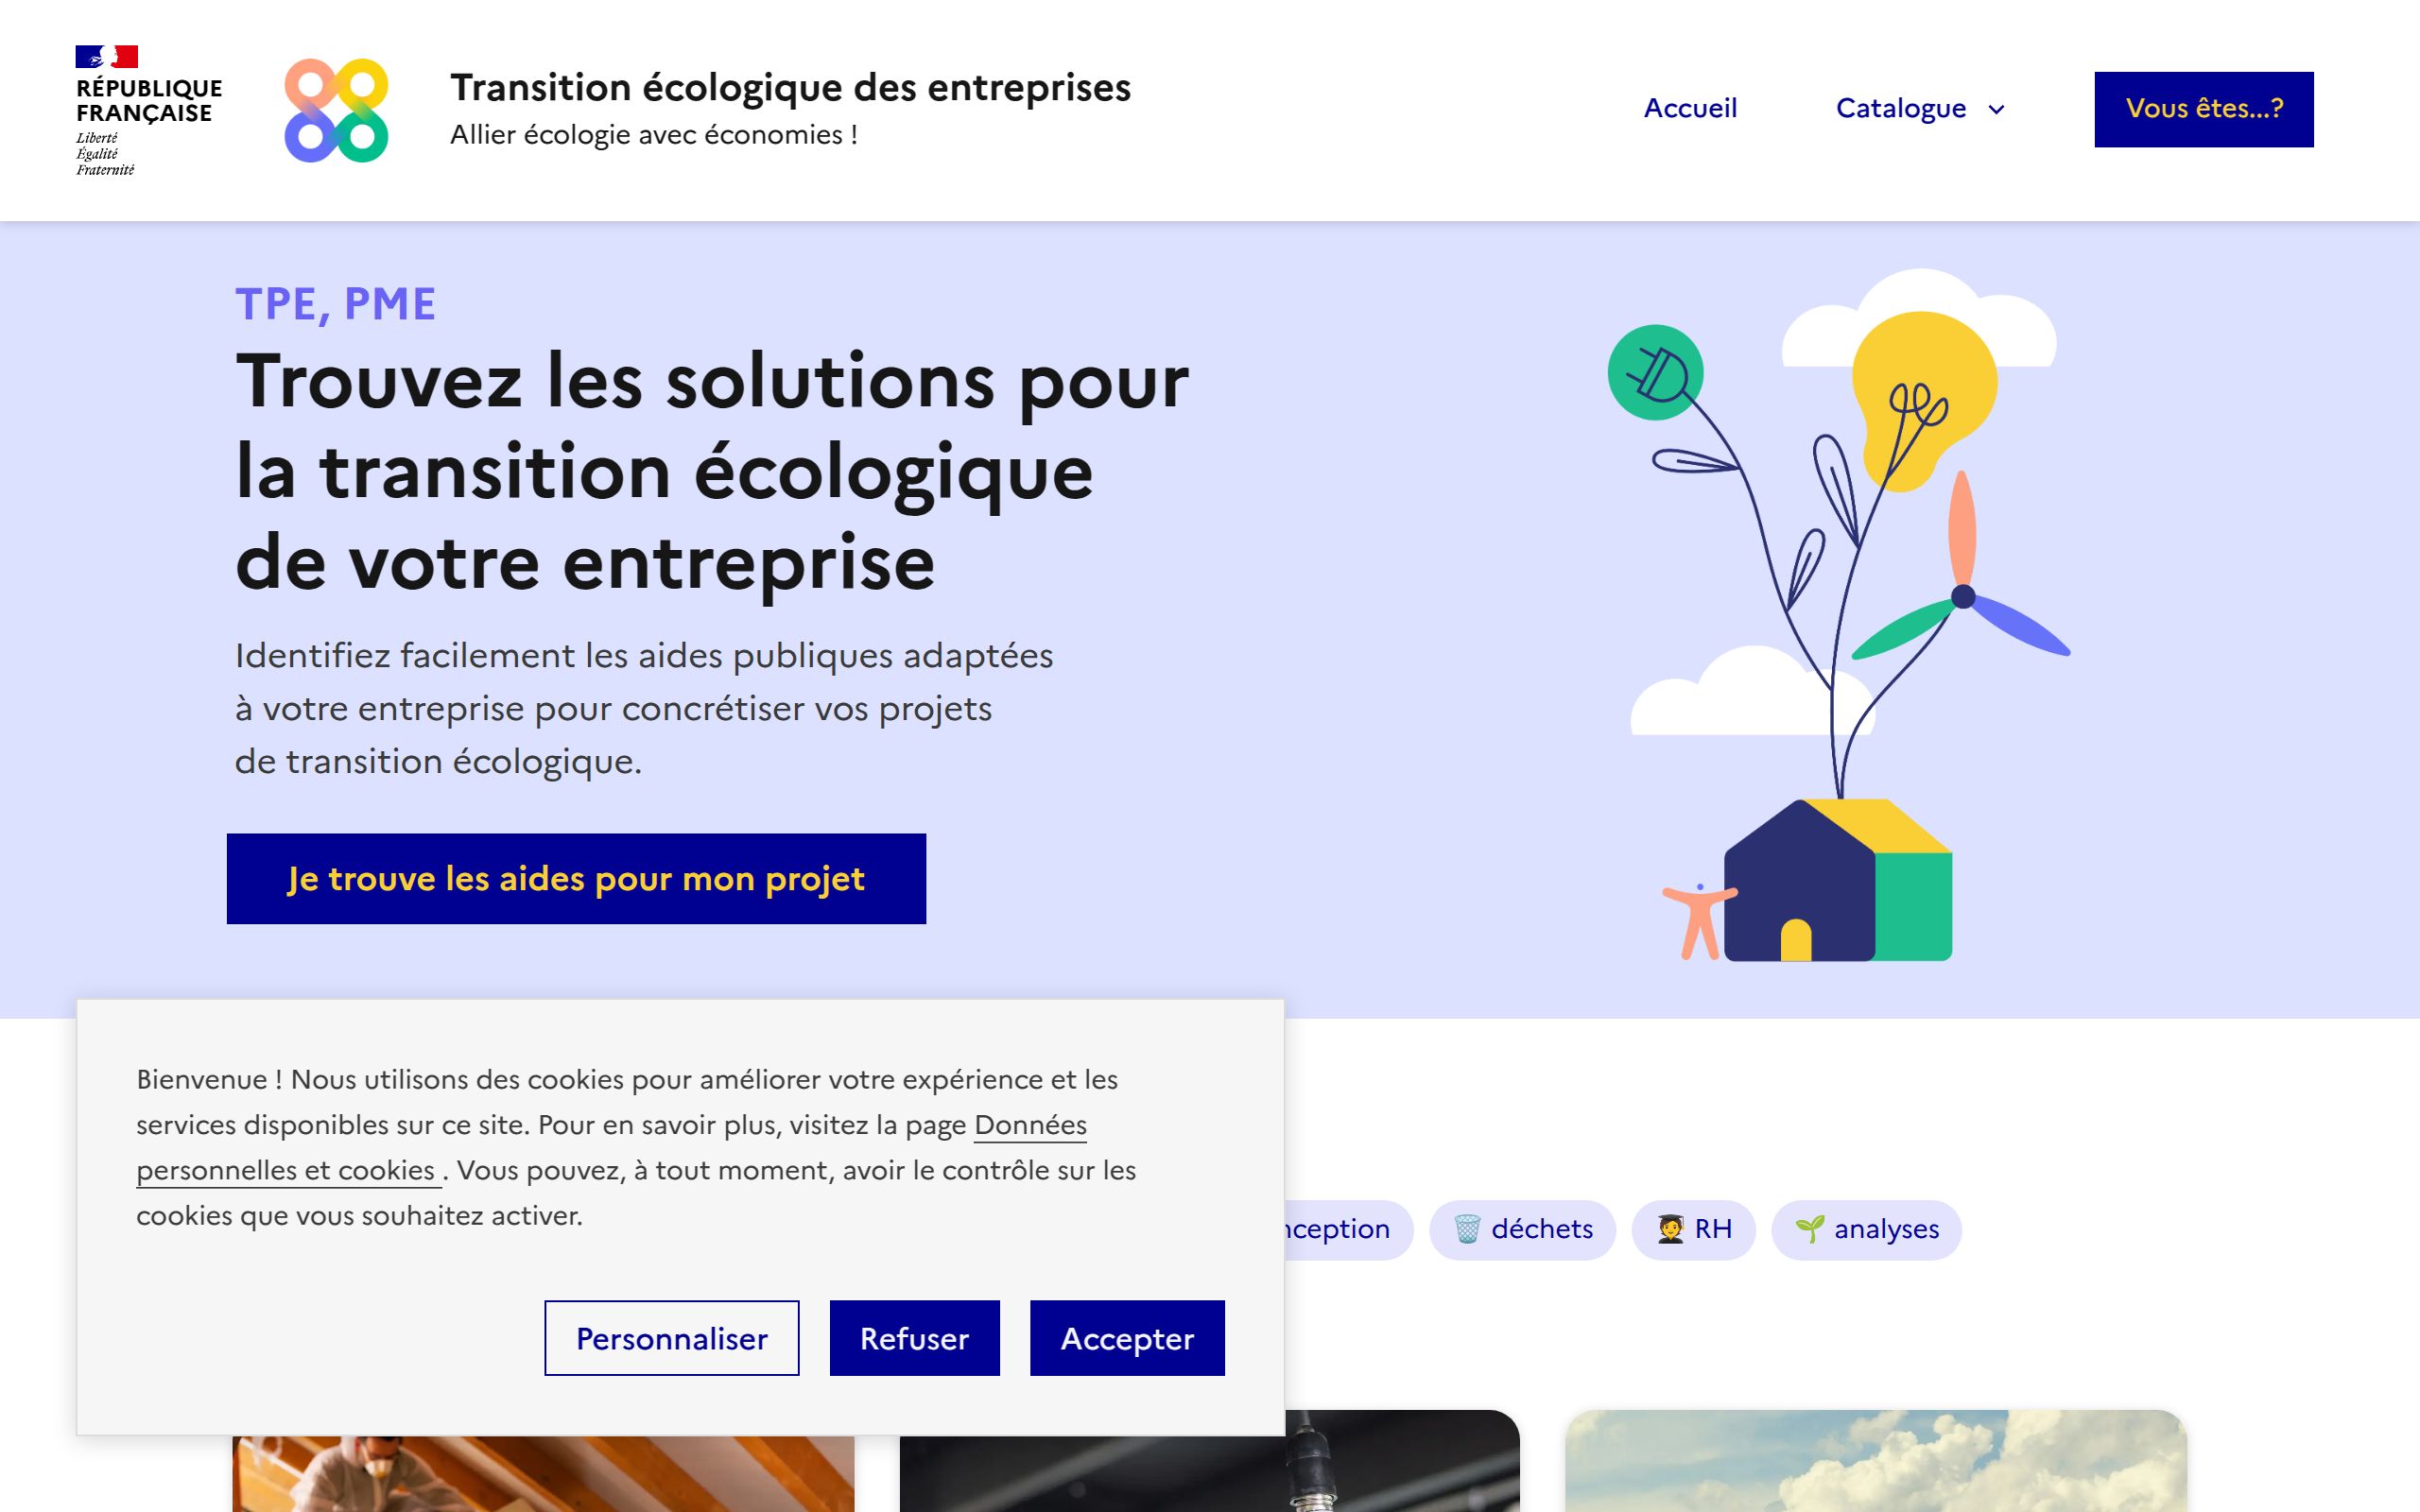 RÉPUBLIQUE
FRANÇAISE
Liberté
Égalité
Fraternité
Transition écologique des entreprises
Allier écologie avec économies !
Accueil
Catalogue
Vous êtes...?
TPE, PME
Trouvez les solutions pour
la transition écologique
de votre entreprise
Identifiez facilement les aides publiques adaptées
à votre entreprise pour concrétiser vos projets
de transition écologique.
Je trouve les aides pour mon projet
Bienvenue ! Nous utilisons des cookies pour améliorer votre expérience et les
services disponibles sur ce site. Pour en savoir plus, visitez la page Données
personnelles et cookies . Vous pouvez, à tout moment, avoir le contrôle sur les
cookies que vous souhaitez activer.
Personnaliser
Refuser
Accepter
déchets
RH
analyses